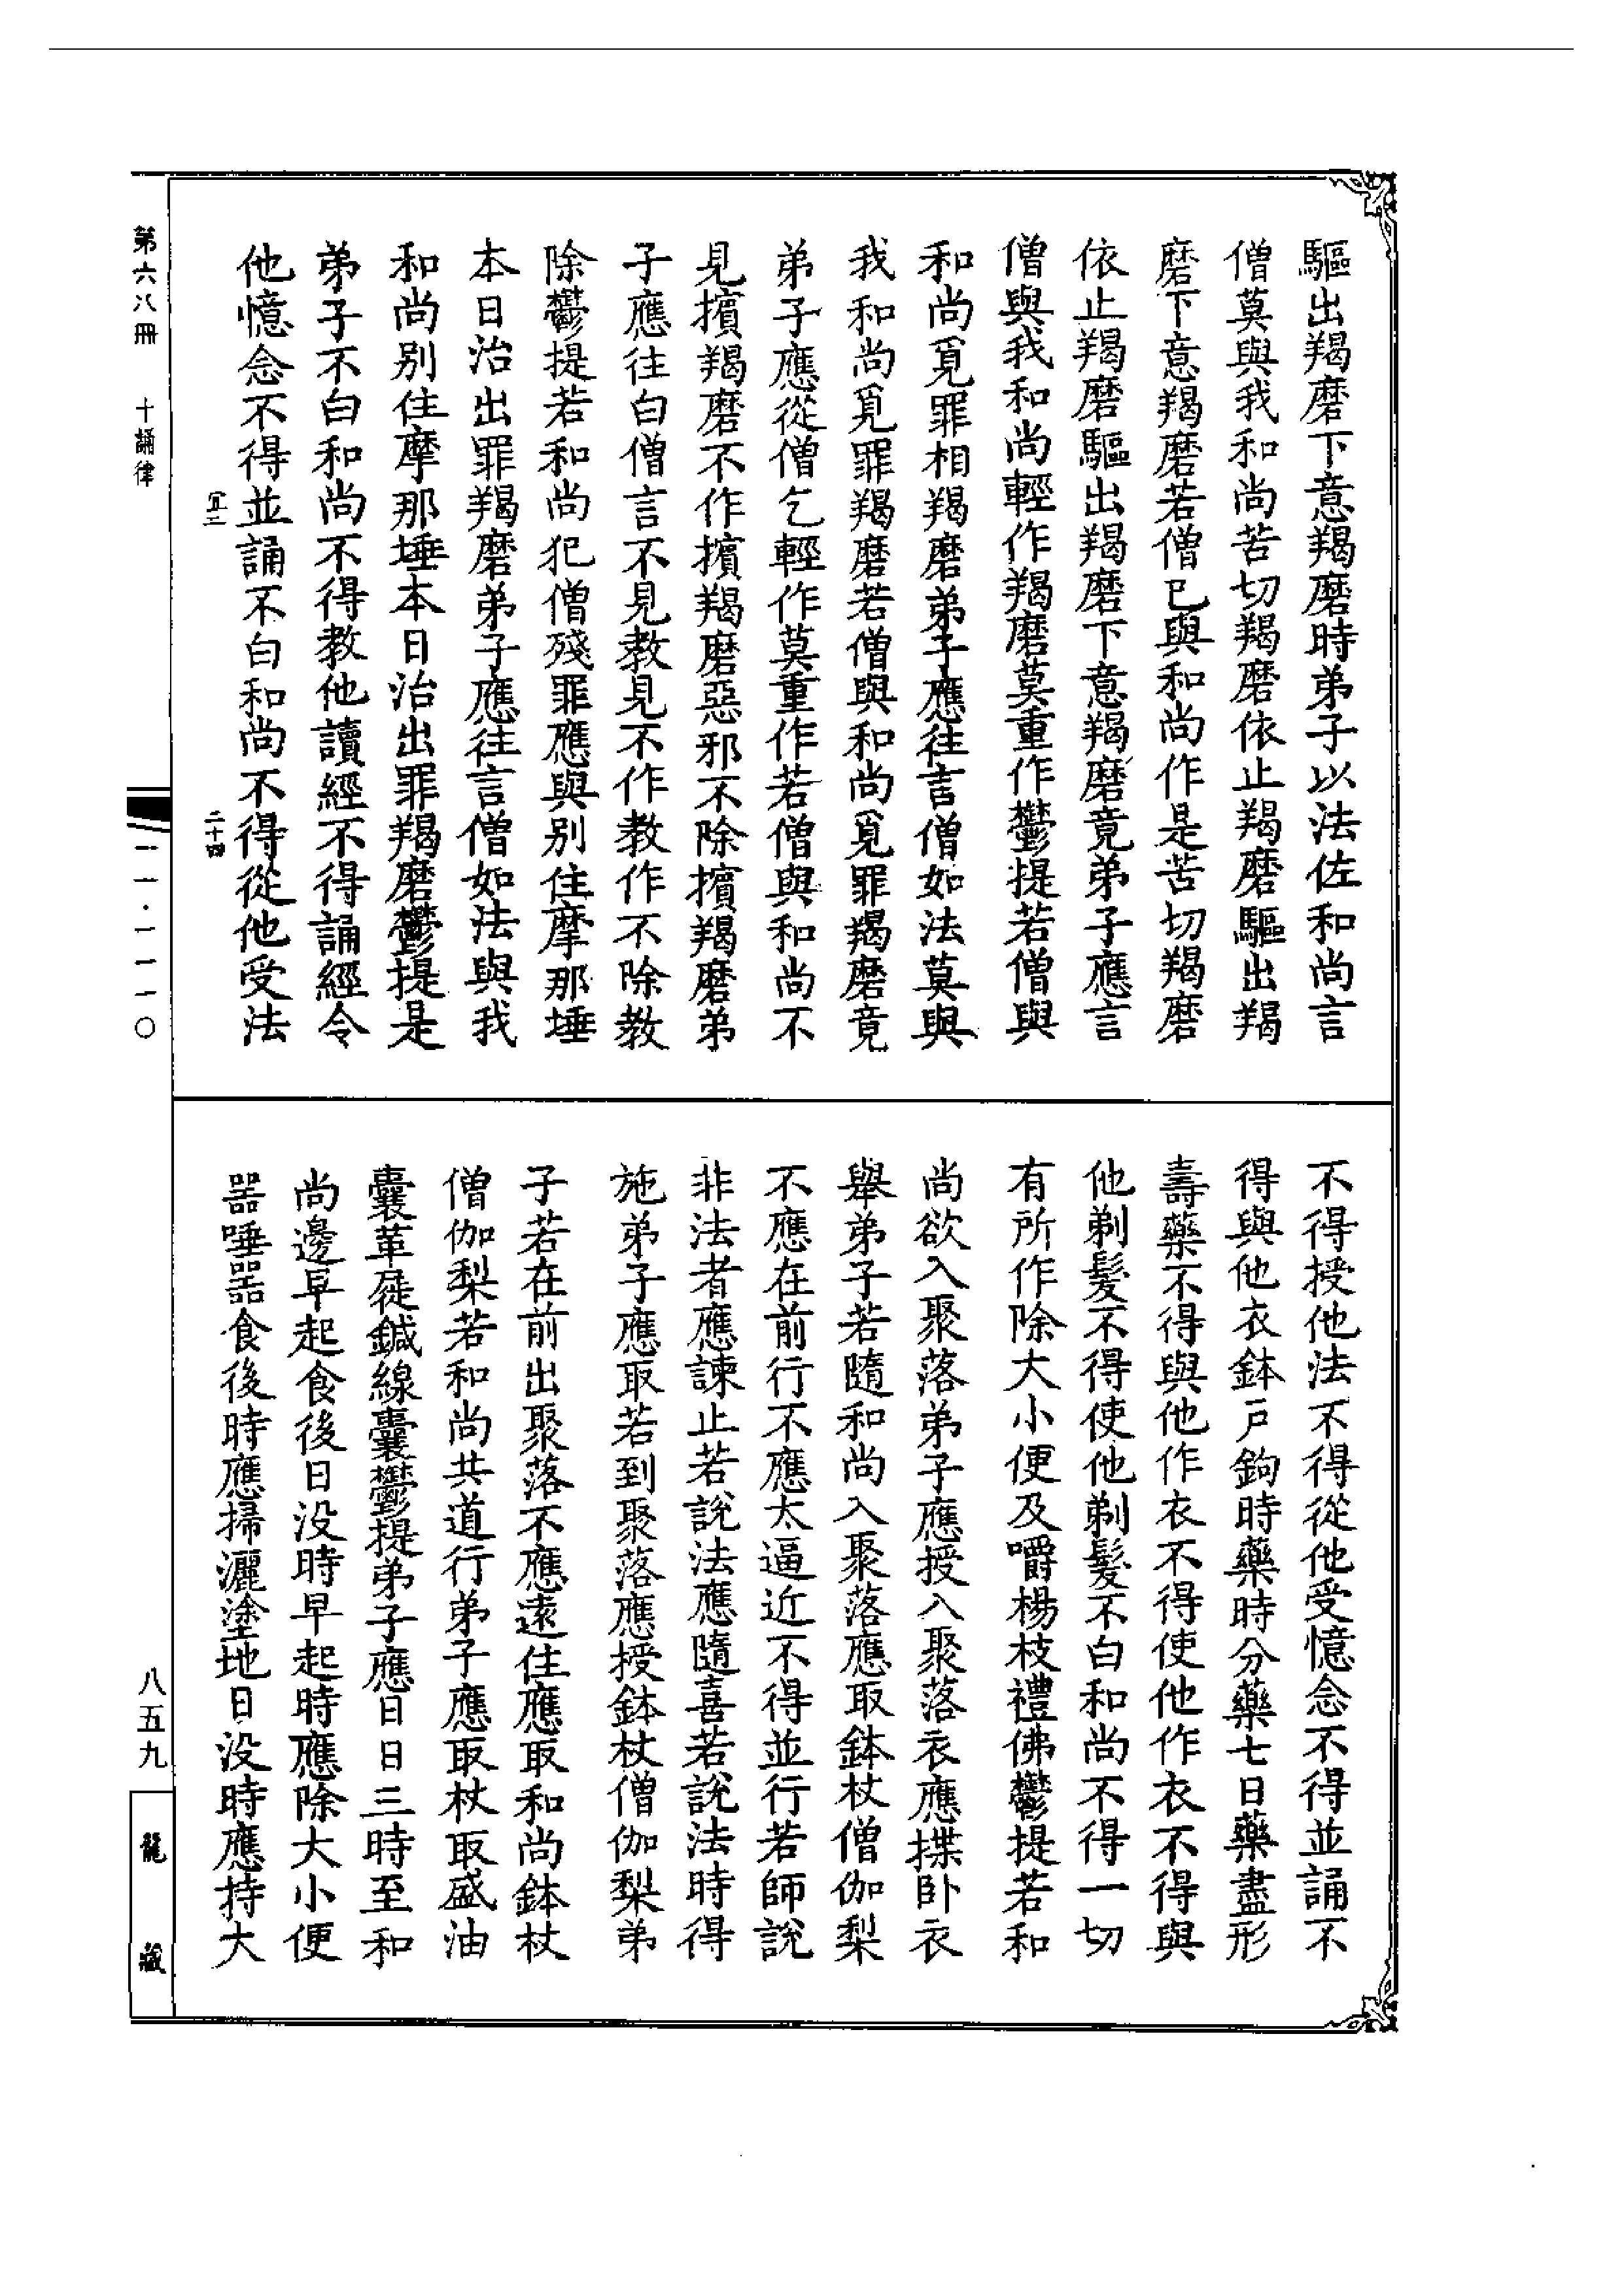 驅出羯磨下意羯磨時弟子以法佐和尚言
僧莫與我和尚苦切羯磨依止羯磨驅出羯
磨下意羯磨若僧已與和尚作是苦切羯磨
依止羯磨驅出羯磨下意羯磨竟弟子應言
僧與我和尚輕作羯磨莫重作鬱提若僧與
和尚覓罪相羯磨弟子應往言僧如法莫與
我和尚覓罪羯磨若僧與和尚覓罪羯磨竟
弟子應從僧乞輕作莫重作若僧與和尚不
見擯羯磨不作擯羯磨惡邪不除擯羯磨弟
子應往白僧言不見教見不作教作不除教
除鬱提若和尚犯僧殘罪應與別住摩那埵
本日治出罪羯磨弟子應往言僧如法與我
和尚別住摩那埵本日治出罪羯磨鬱提是
弟子不白和尚不得教他讀經不得誦經令
他憶念不得並誦不白和尚不得從他受法
不得授他法不得從他受憶念不得並誦不
得與他衣鉢戶鉤時藥時分藥七日藥盡形
壽藥不得與他作衣不得使他作衣不得與
他剃髮不得使他剃髮不白和尚不得一切
有所作除大小便及嚼楊枝禮佛鬱提若和
尚欲入聚落弟子應授入聚落衣應揲卧衣
舉弟子若隨和尚入聚落應取鉢杖僧伽梨
不應在前行不應太逼近不得並行若師說
非法者應諫止若說法應隨喜若說法時得
施弟子應取若到聚落應授鉢杖僧伽梨弟
子若在前出聚落不應遠住應取和尚鉢杖
僧伽梨若和尚共道行弟子應取杖取盛油
囊革屣鍼線囊鬱提弟子應日日三時至和
尚邊早起食後日没時早起時應除大小便
器唾器食後時應掃灑塗地日没時應持大
第六八冊 十誦律
二十四
一一·一一一〇
八五九
龍藏